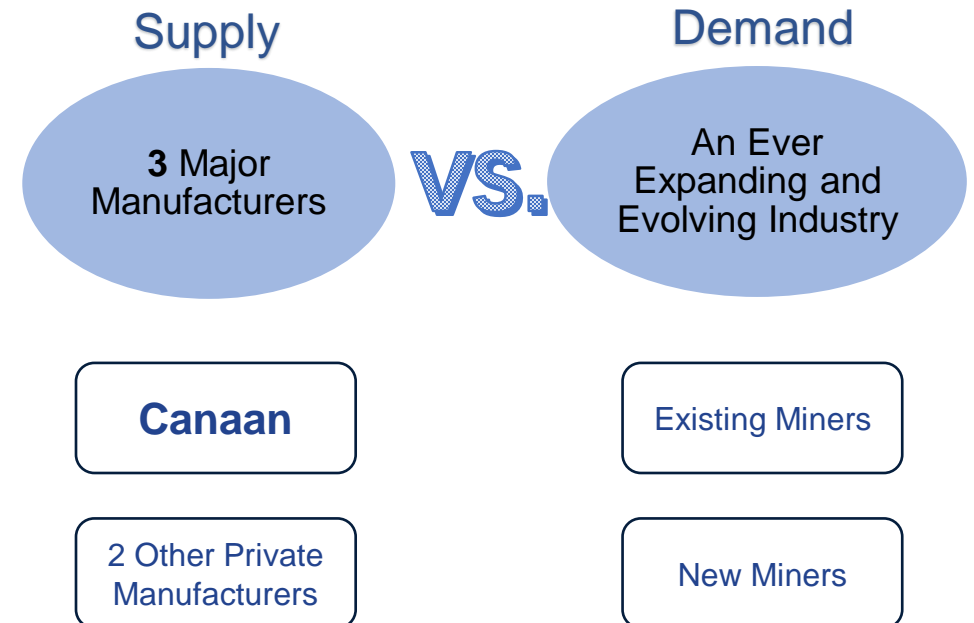 Supply
Demand
3 Major
Manufacturers
VS.
An Ever
Expanding and
Evolving Industry
Canaan
Existing Miners
2 Other Private
Manufacturers
New Miners